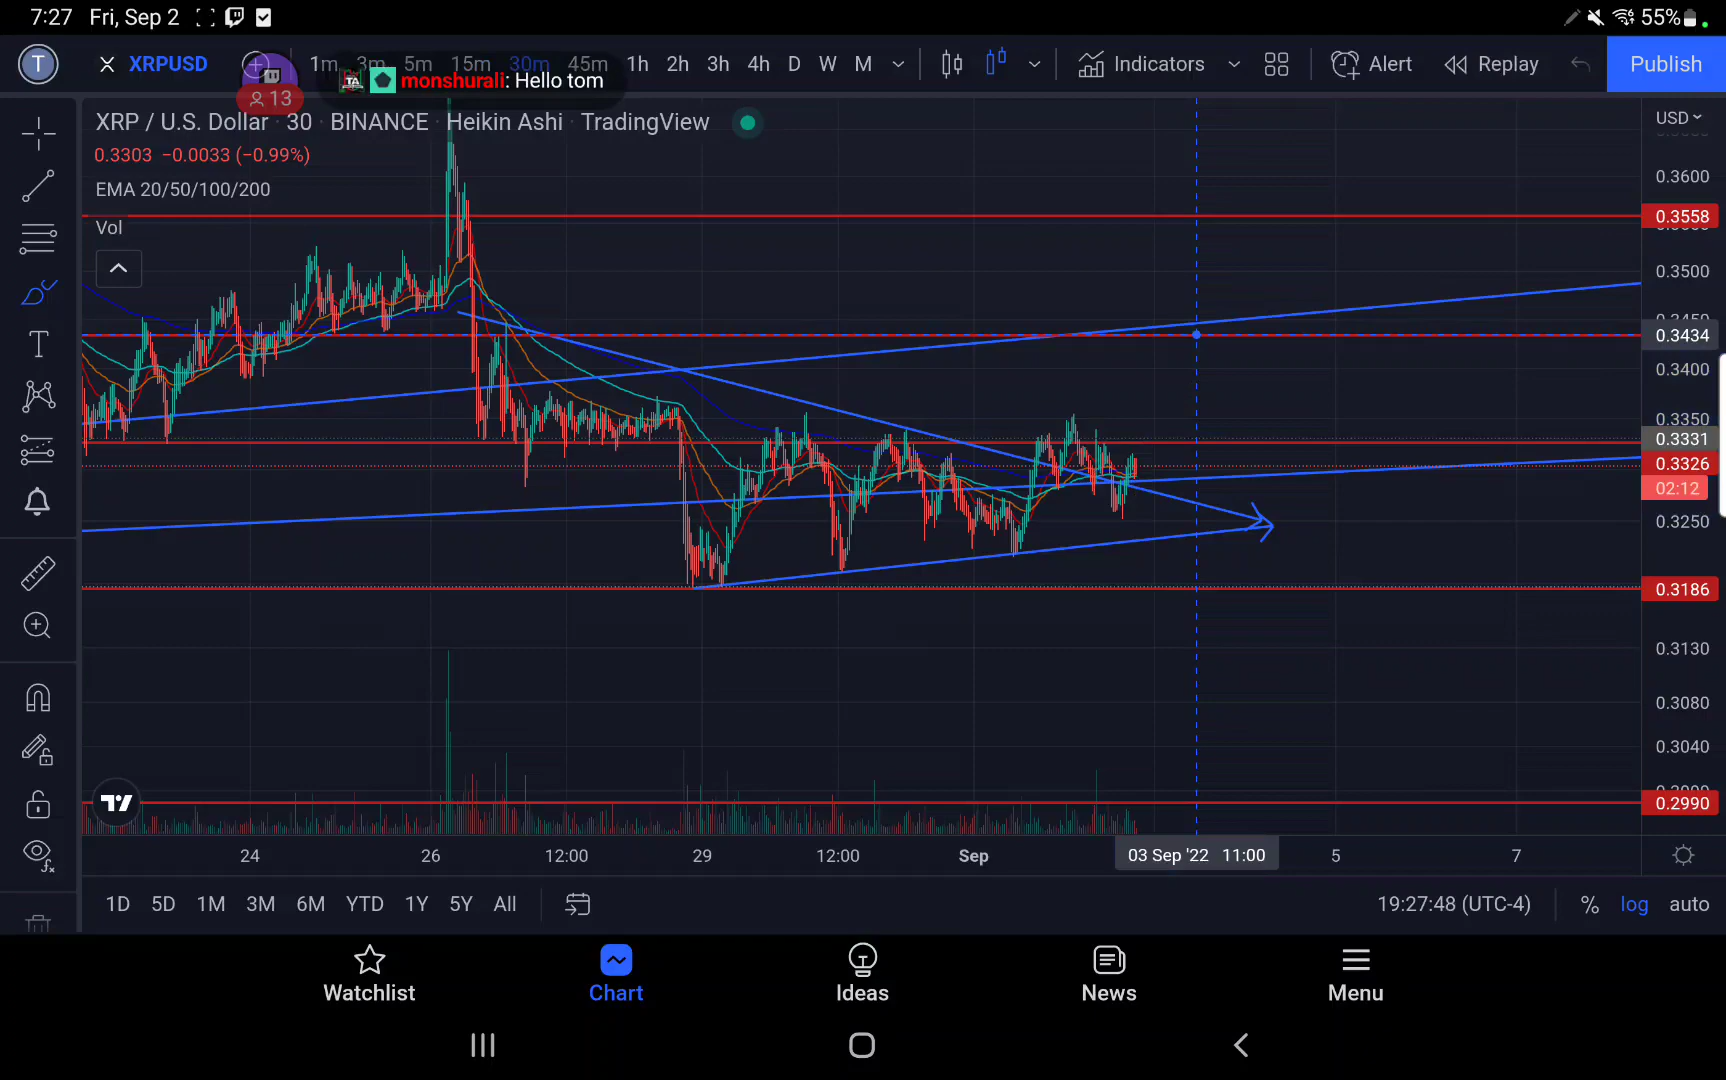 7:27 Fri, Sep 2 55%
T XRPUSD 1m 3m 5m 15m 30m 45m 1h 2h 3h 4h D W M Indicators Alert Replay Publish
TA monshurali: Hello tom
13
XRP / U.S. Dollar · 30 · BINANCE · Heikin Ashi · TradingView
USD
0.3303 −0.0033 (−0.99%)
0.3600
EMA 20/50/100/200
0.3558
Vol
0.3500
0.3434
0.3400
0.3350
0.3331
0.3326
02:12
0.3250
0.3186
0.3130
0.3080
0.3040
0.2990
24 26 12:00 29 12:00 Sep 03 Sep '22 11:00 5 7
1D 5D 1M 3M 6M YTD 1Y 5Y All 19:27:48 (UTC-4) % log auto
Watchlist Chart Ideas News Menu